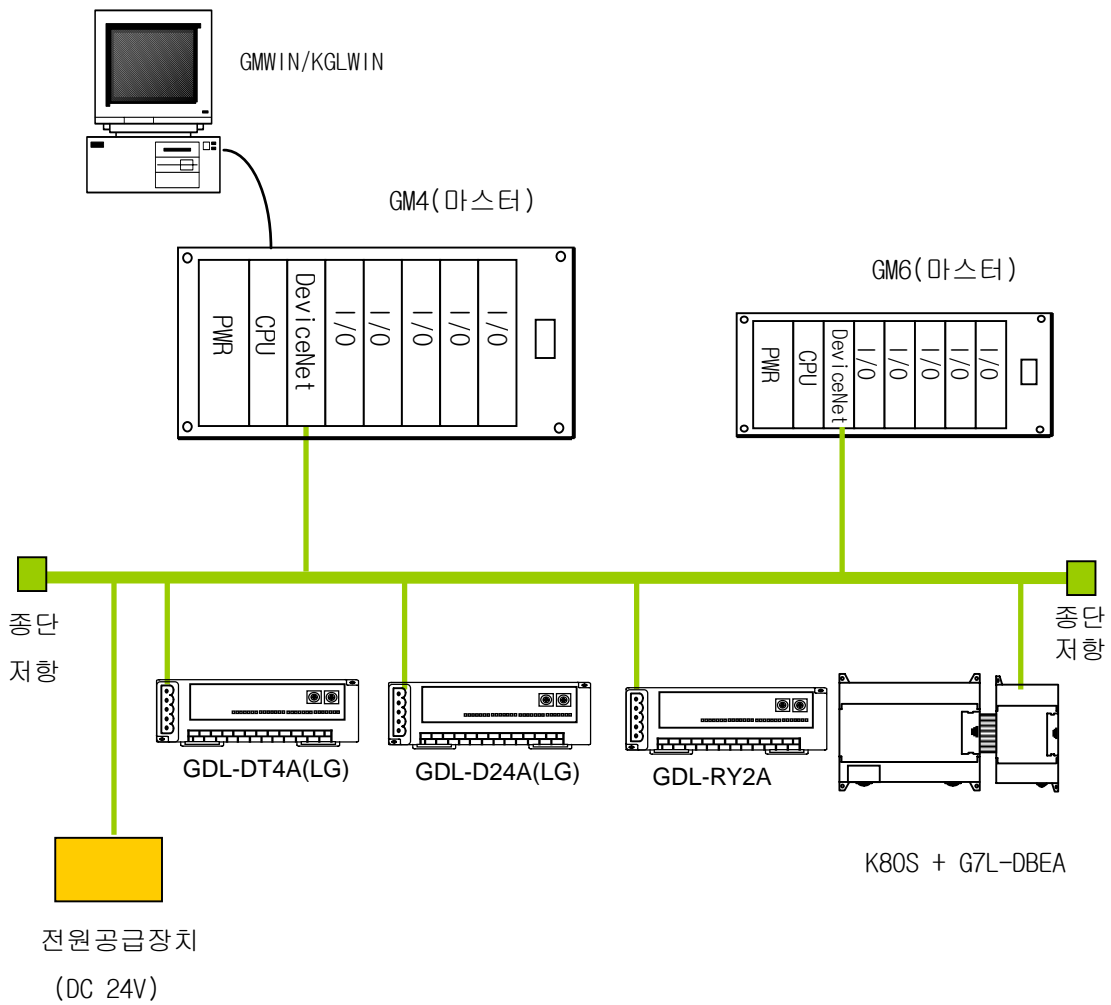 GMWIN/KGLWIN
GM4(마스터)
PWR
CPU
DeviceNet
I/O
I/O
I/O
I/O
I/O
GM6(마스터)
PWR
CPU
DeviceNet
I/O
I/O
I/O
I/O
I/O
종단
저항
종단
저항
GDL-DT4A(LG)
GDL-D24A(LG)
GDL-RY2A
K80S + G7L-DBEA
전원공급장치
(DC 24V)